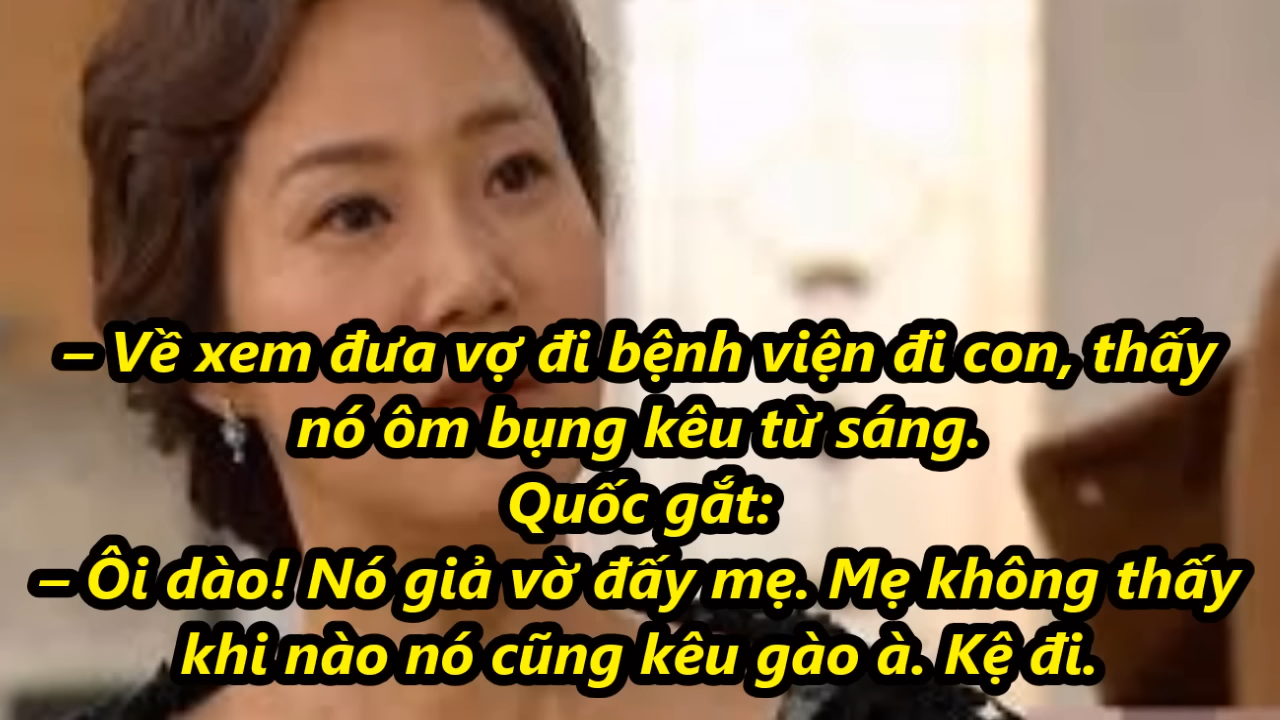 – Về xem đưa vợ đi bệnh viện đi con, thấy
nó ôm bụng kêu từ sáng.
Quốc gắt:
– Ôi dào! Nó giả vờ đấy mẹ. Mẹ không thấy
khi nào nó cũng kêu gào à. Kệ đi.